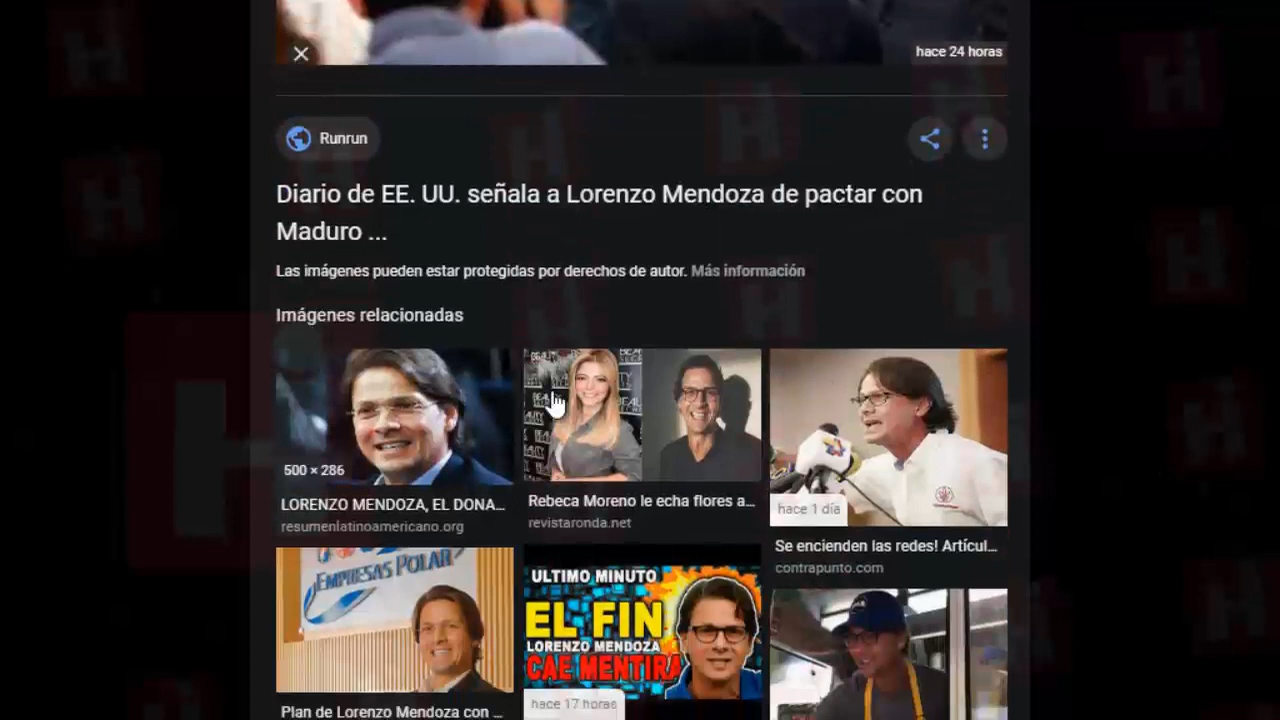 hace 24 horas
Runrun
Diario de EE. UU. señala a Lorenzo Mendoza de pactar con
Maduro ...
Las imágenes pueden estar protegidas por derechos de autor. Más información
Imágenes relacionadas
500 × 286
LORENZO MENDOZA, EL DONA...
resumenlatinoamericano.org
Rebeca Moreno le echa flores a...
revistaronda.net
hace 1 día
Se encienden las redes! Artícul...
contrapunto.com
EMPRESAS POLAR
Plan de Lorenzo Mendoza con ...
ULTIMO MINUTO
EL FIN
LORENZO MENDOZA
CAE MENTIRA
hace 17 horas